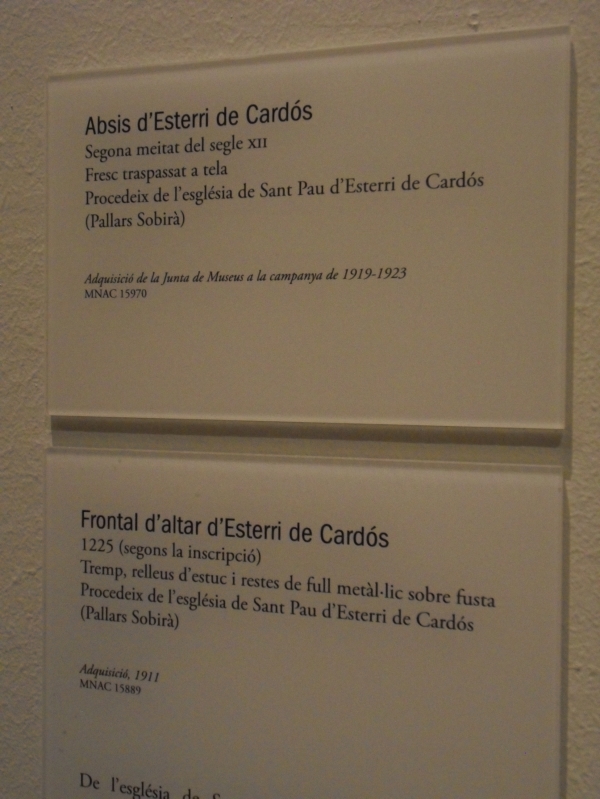 Absis d'Esterri de Cardós
Segona meitat del segle XII
Fresc traspassat a tela
Procedeix de l'església de Sant Pau d'Esterri de Cardós
(Pallars Sobirà)
Adquisició de la Junta de Museus a la campanya de 1919-1923
MNAC 15970
Frontal d'altar d'Esterri de Cardós
1225 (segons la inscripció)
Tremp, relleus d'estuc i restes de full metàl·lic sobre fusta
Procedeix de l'església de Sant Pau d'Esterri de Cardós
(Pallars Sobirà)
Adquisició, 1911
MNAC 15889
De l'església de